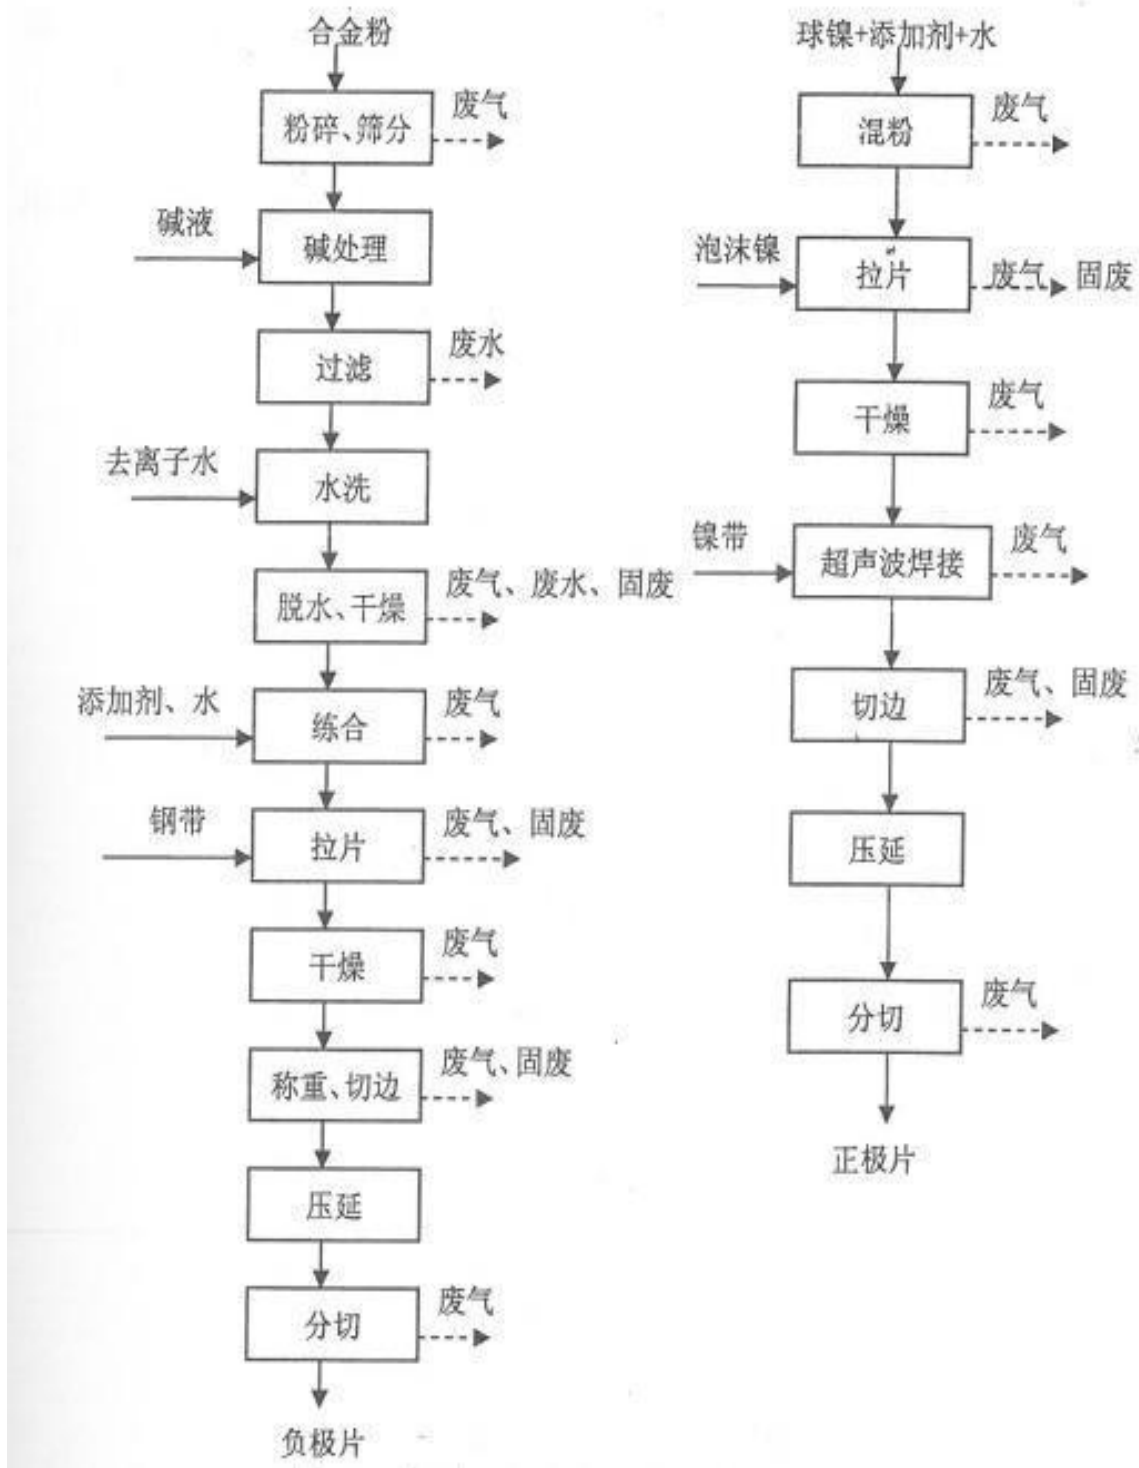 合金粉
粉碎、筛分
废气
碱液
碱处理
过滤
废水
去离子水
水洗
脱水、干燥
废气、废水、固废
添加剂、水
练合
废气
钢带
拉片
废气、固废
干燥
废气
称重、切边
废气、固废
压延
分切
废气
负极片
球镍+添加剂+水
混粉
废气
泡沫镍
拉片
废气 固废
干燥
废气
镍带
超声波焊接
废气
切边
废气、固废
压延
分切
废气
正极片